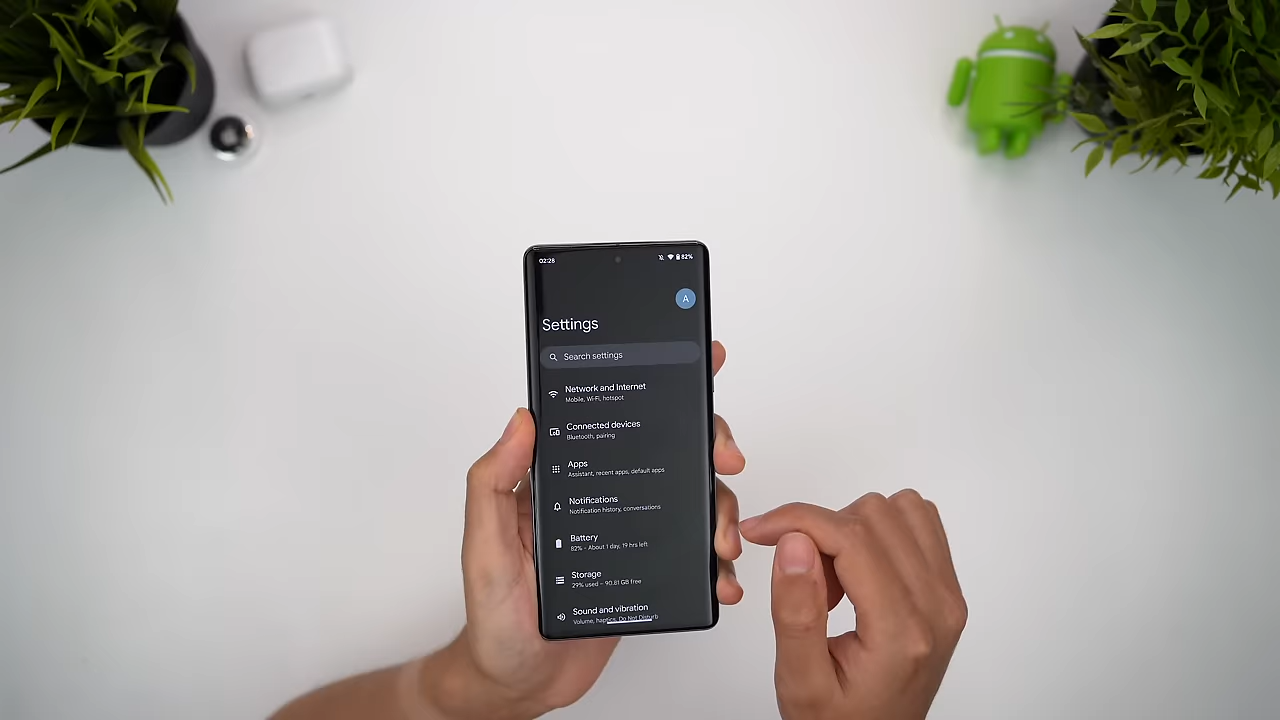 02:28
82%
A
Settings
Search settings
Network and Internet
Mobile, Wi-Fi, hotspot
Connected devices
Bluetooth, pairing
Apps
Assistant, recent apps, default apps
Notifications
Notification history, conversations
Battery
82% - About 1 day, 19 hrs left
Storage
29% used - 90.81 GB free
Sound and vibration
Volume, haptics, Do Not Disturb